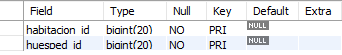 Field Type Null Key Default Extra
habitacion_id bigint(20) NO PRI NULL
huesped_id bigint(20) NO PRI NULL